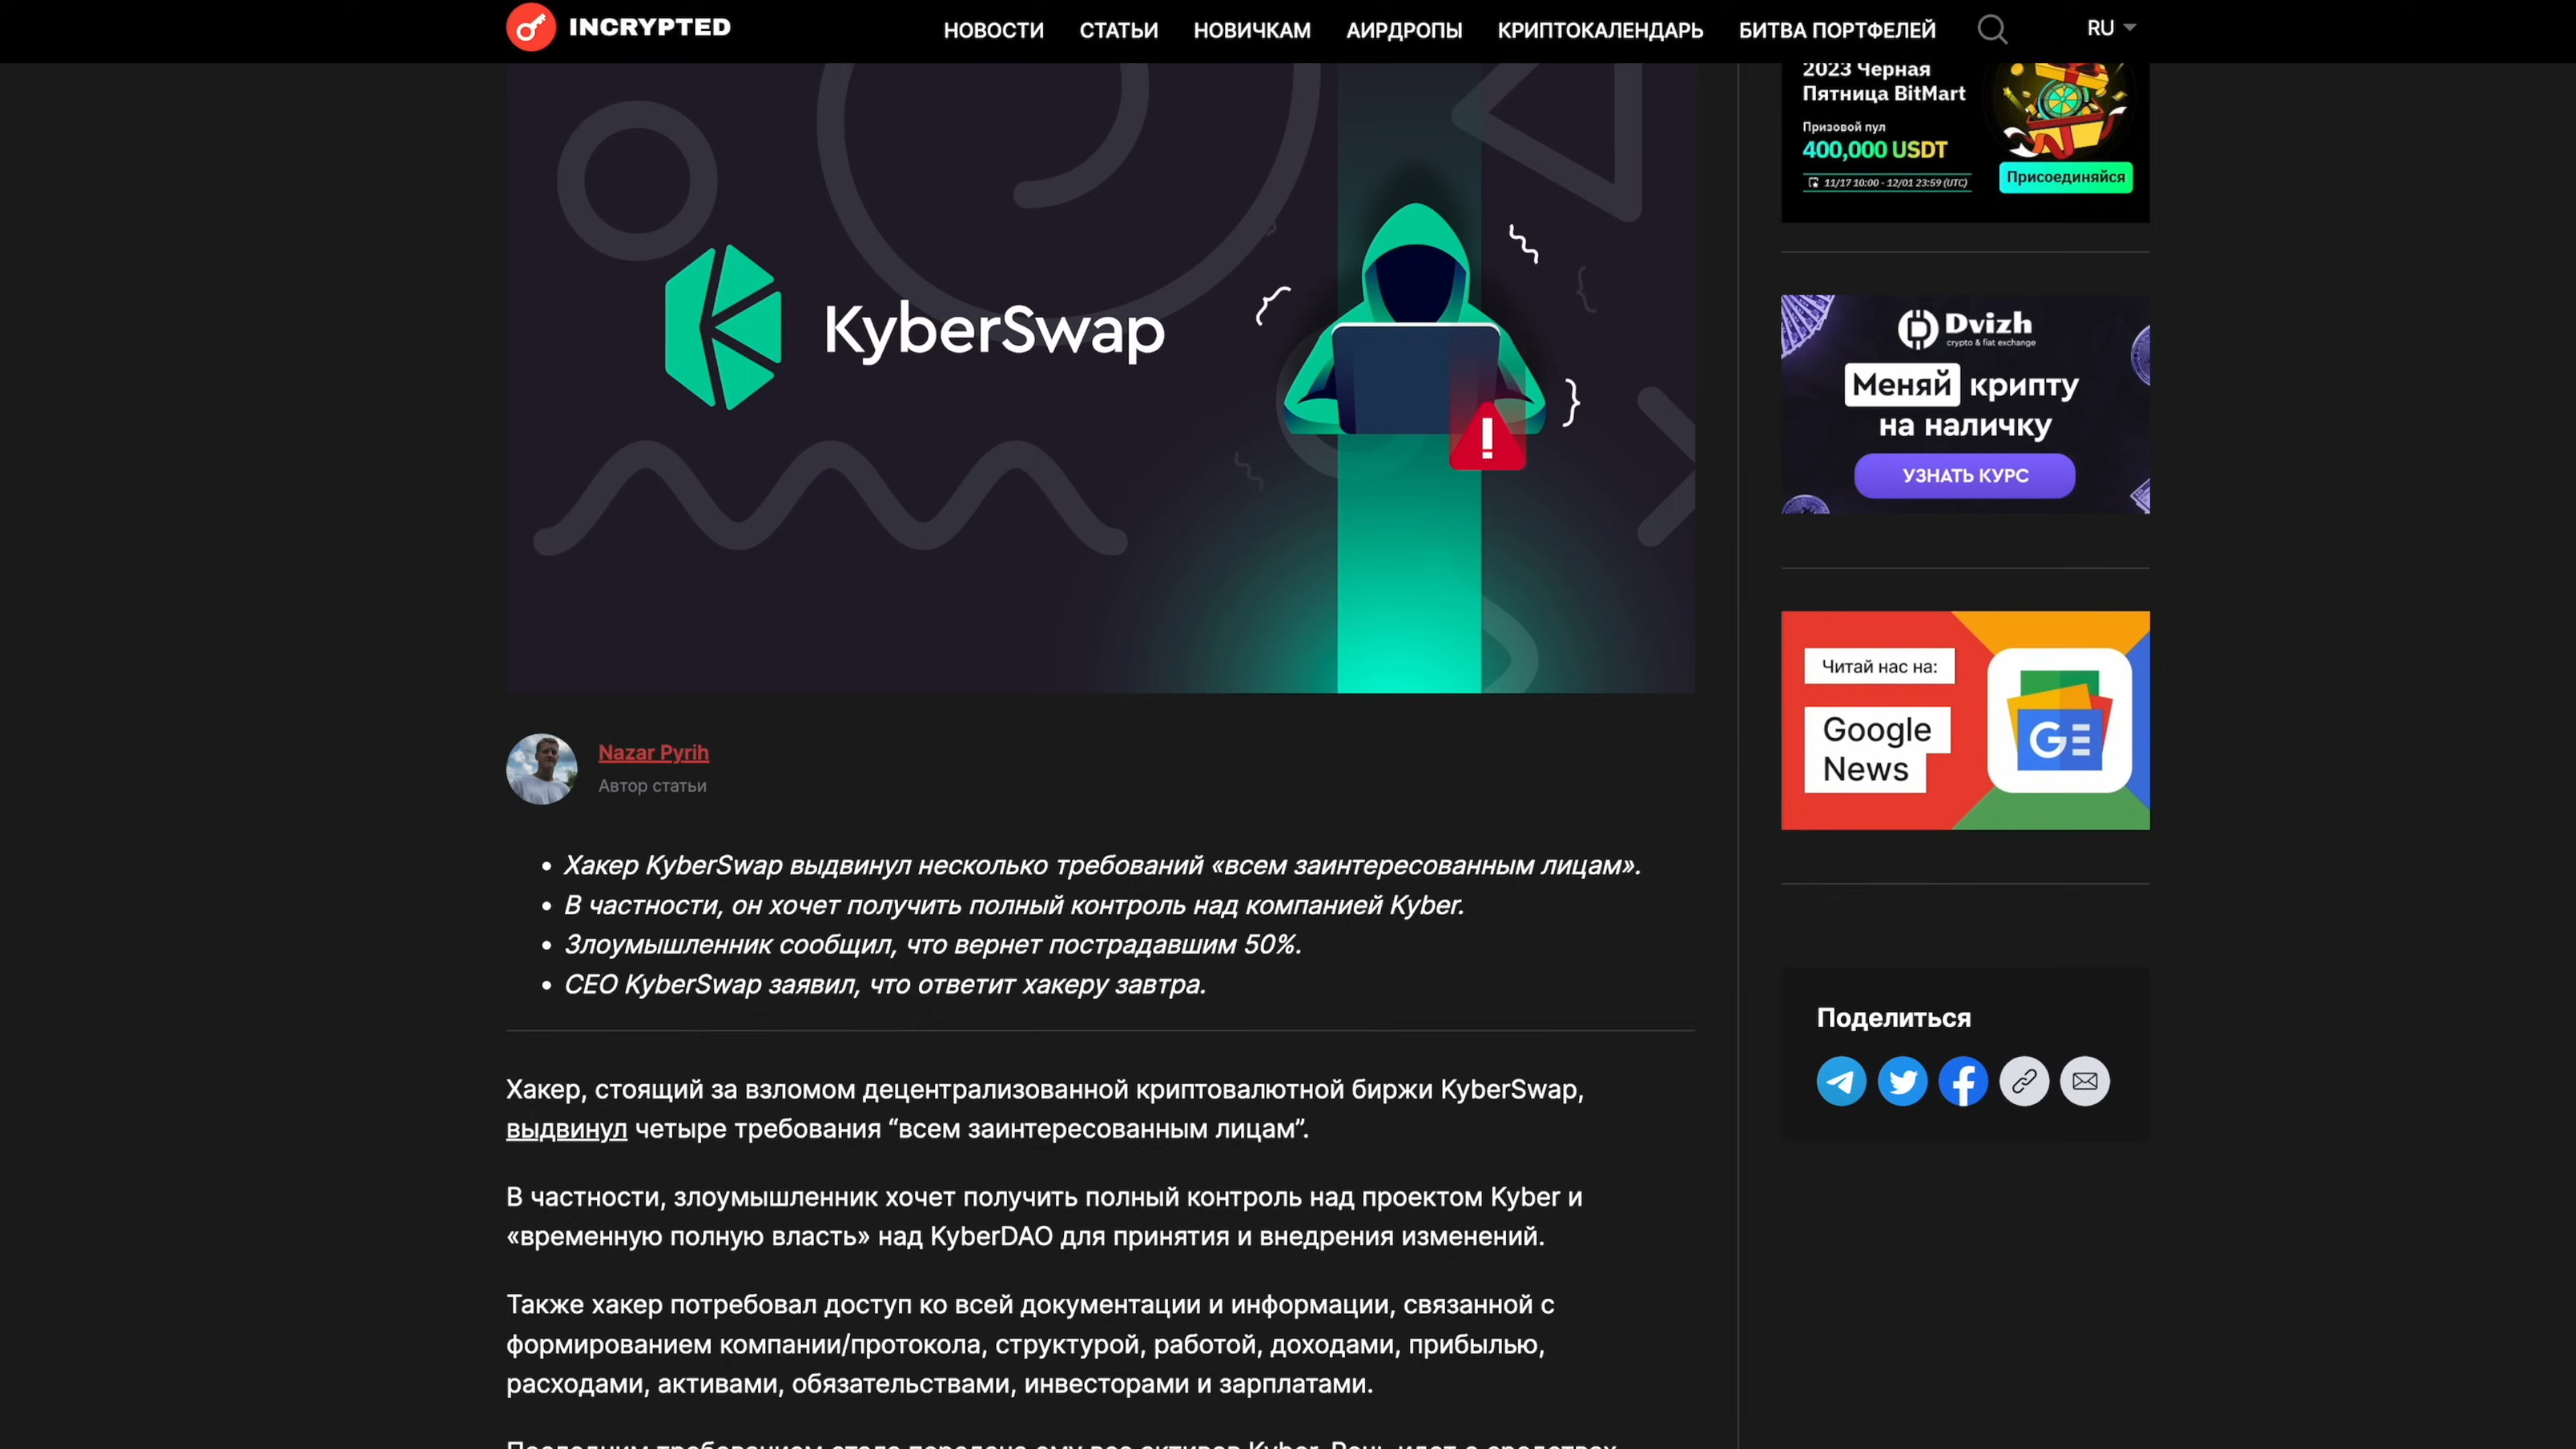 INCRYPTED
НОВОСТИ СТАТЬИ НОВИЧКАМ АИРДРОПЫ КРИПТОКАЛЕНДАРЬ БИТВА ПОРТФЕЛЕЙ RU
KyberSwap
Nazar Pyrih
Автор статьи
• Хакер KyberSwap выдвинул несколько требований «всем заинтересованным лицам».
• В частности, он хочет получить полный контроль над компанией Kyber.
• Злоумышленник сообщил, что вернет пострадавшим 50%.
• CEO KyberSwap заявил, что ответит хакеру завтра.
Хакер, стоящий за взломом децентрализованной криптовалютной биржи KyberSwap,
выдвинул четыре требования “всем заинтересованным лицам”.
В частности, злоумышленник хочет получить полный контроль над проектом Kyber и
«временную полную власть» над KyberDAO для принятия и внедрения изменений.
Также хакер потребовал доступ ко всей документации и информации, связанной с
формированием компании/протокола, структурой, работой, доходами, прибылью,
расходами, активами, обязательствами, инвесторами и зарплатами.
2023 Черная
Пятница BitMart
Призовой пул
400,000 USDT
11/17 10:00 - 12/01 23:59 (UTC)
Присоединяйся
Dvizh
crypto & fiat exchange
Меняй крипту
на наличку
УЗНАТЬ КУРС
Читай нас на:
Google
News
Поделиться